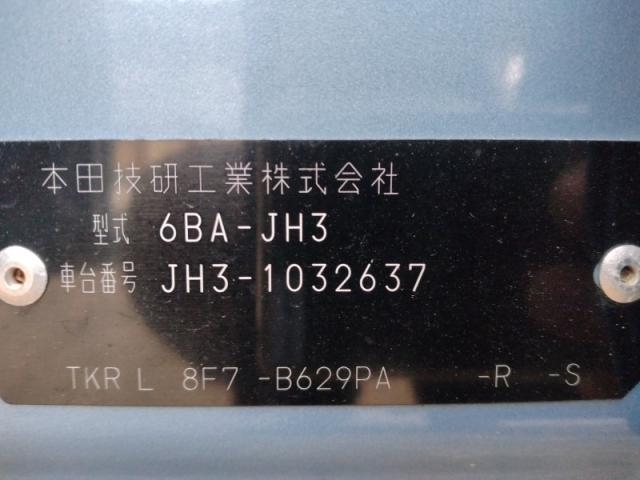 本田技研工業株式会社
型式 6BA-JH3
車台番号 JH3-1032637
TKR L 8F7 -B629PA -R -S